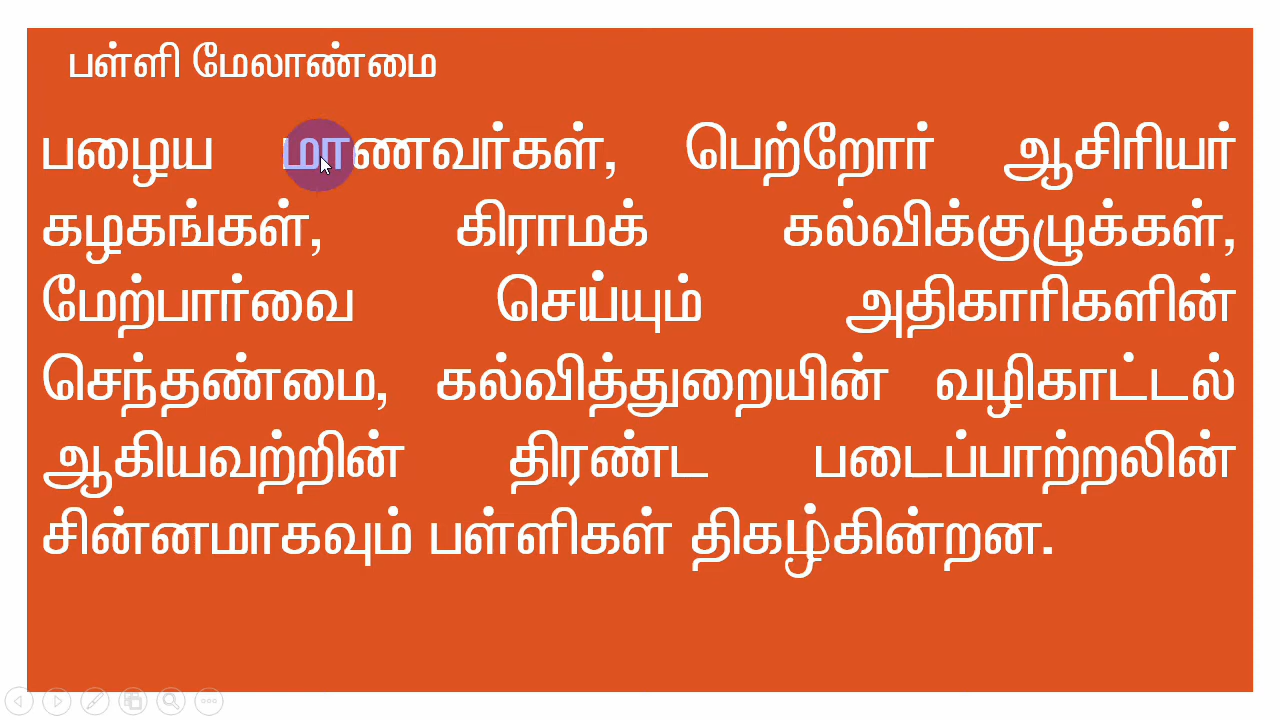 பள்ளி மேலாண்மை
பழைய மாணவர்கள், பெற்றோர் ஆசிரியர்
கழகங்கள், கிராமக் கல்விக்குழுக்கள்,
மேற்பார்வை செய்யும் அதிகாரிகளின்
செந்தண்மை, கல்வித்துறையின் வழிகாட்டல்
ஆகியவற்றின் திரண்ட படைப்பாற்றலின்
சின்னமாகவும் பள்ளிகள் திகழ்கின்றன.